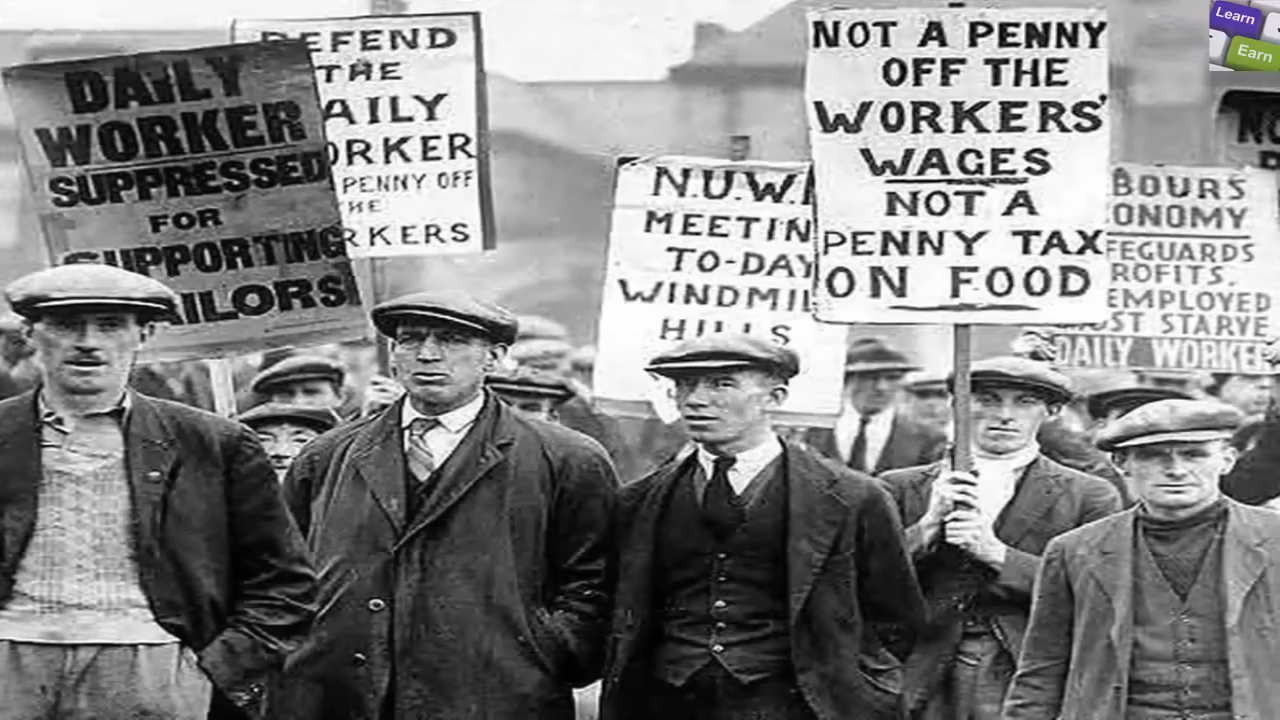 DAILY
WORKER
SUPPRESSED
FOR
SUPPORTING
AILORS
DEFEND
THE
AILY
ORKER
PENNY OFF
HE
RKERS
N.U.W.
MEETIN
TO-DAY
WINDMIL
HILLS
NOT A PENNY
OFF THE
WORKERS'
WAGES
NOT A
PENNY TAX
ON FOOD
BOURS
ONOMY
FEGUARDS
ROFITS.
EMPLOYED
ST STARVE
DAILY WORKER
Learn
Earn